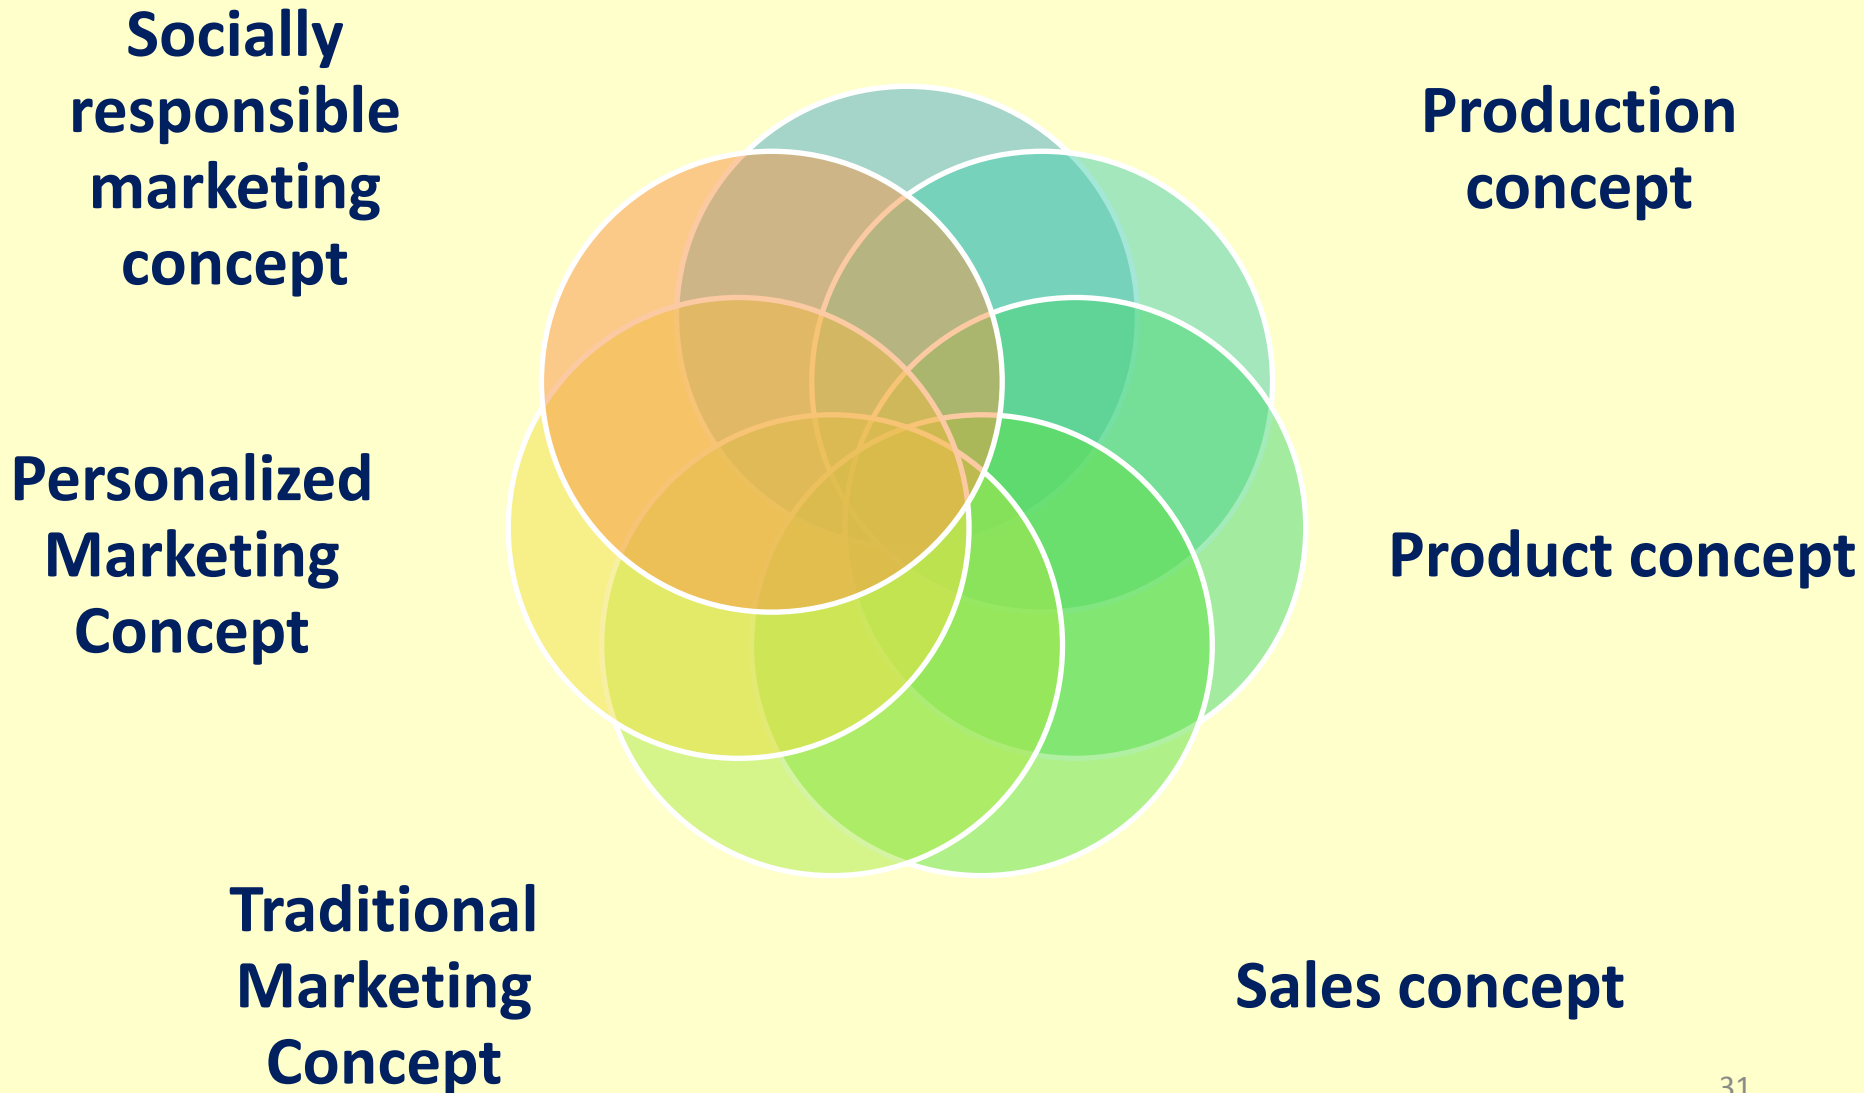 Socially
responsible
marketing
concept
Production
concept
Personalized
Marketing
Concept
Product concept
Traditional
Marketing
Concept
Sales concept
31